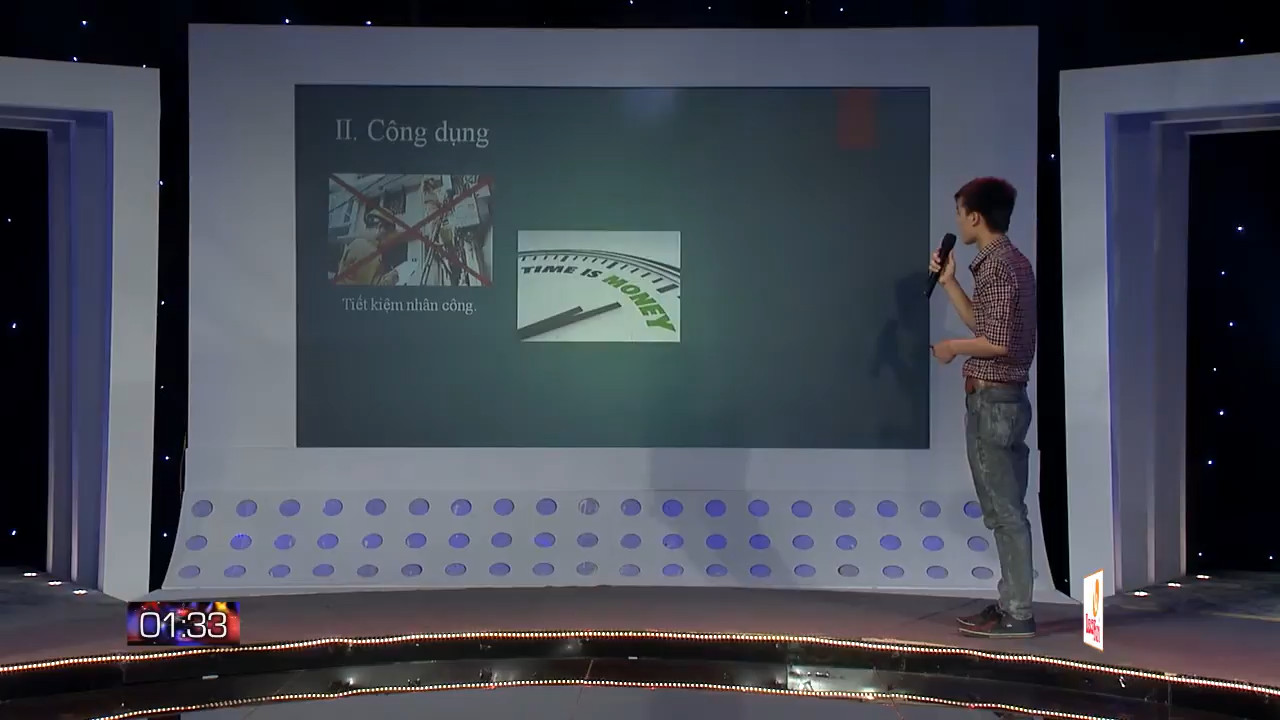 II. Công dụng
Tiết kiệm nhân công.
TIME IS MONEY
01:33